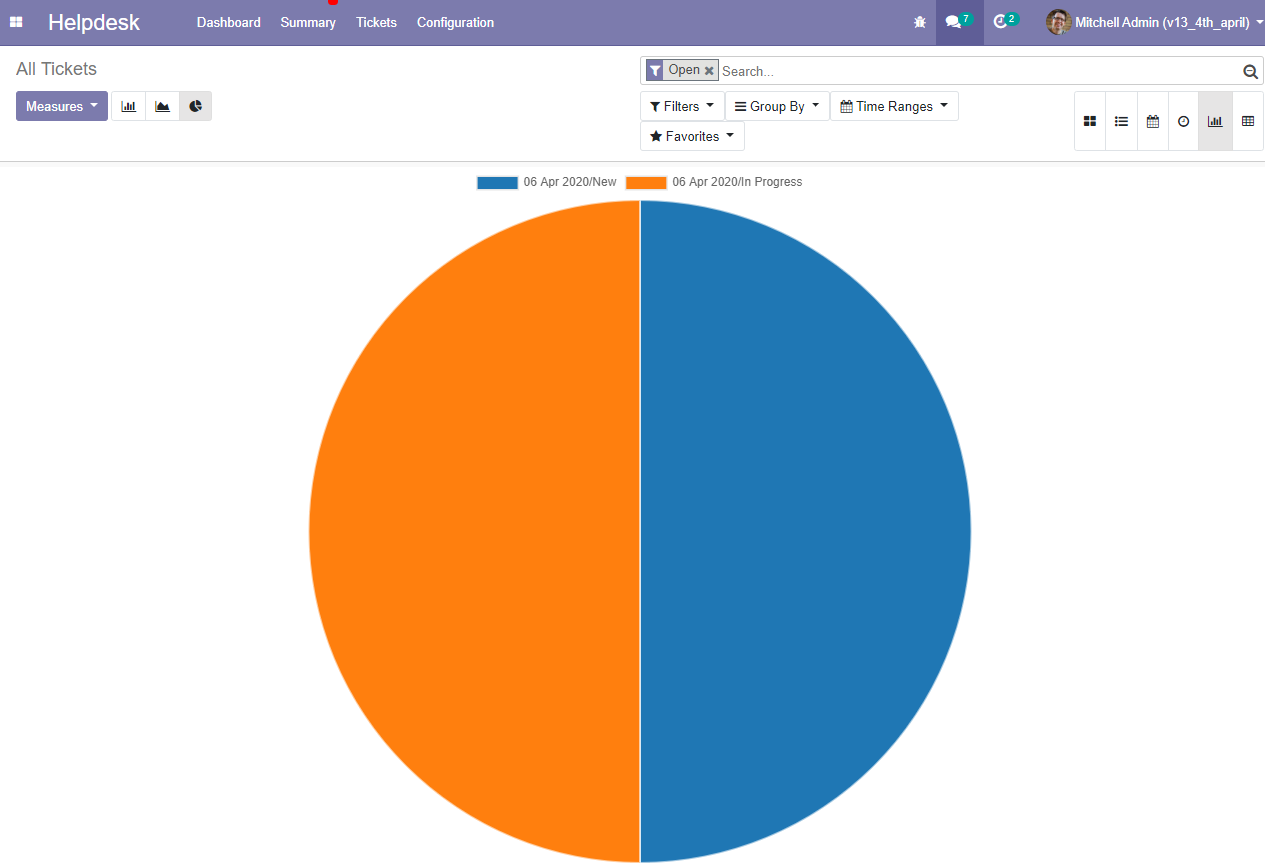 Helpdesk Dashboard Summary Tickets Configuration 7 2 Mitchell Admin (v13_4th_april)
All Tickets
Open Search...
Measures Filters Group By Time Ranges
Favorites
06 Apr 2020/New 06 Apr 2020/In Progress